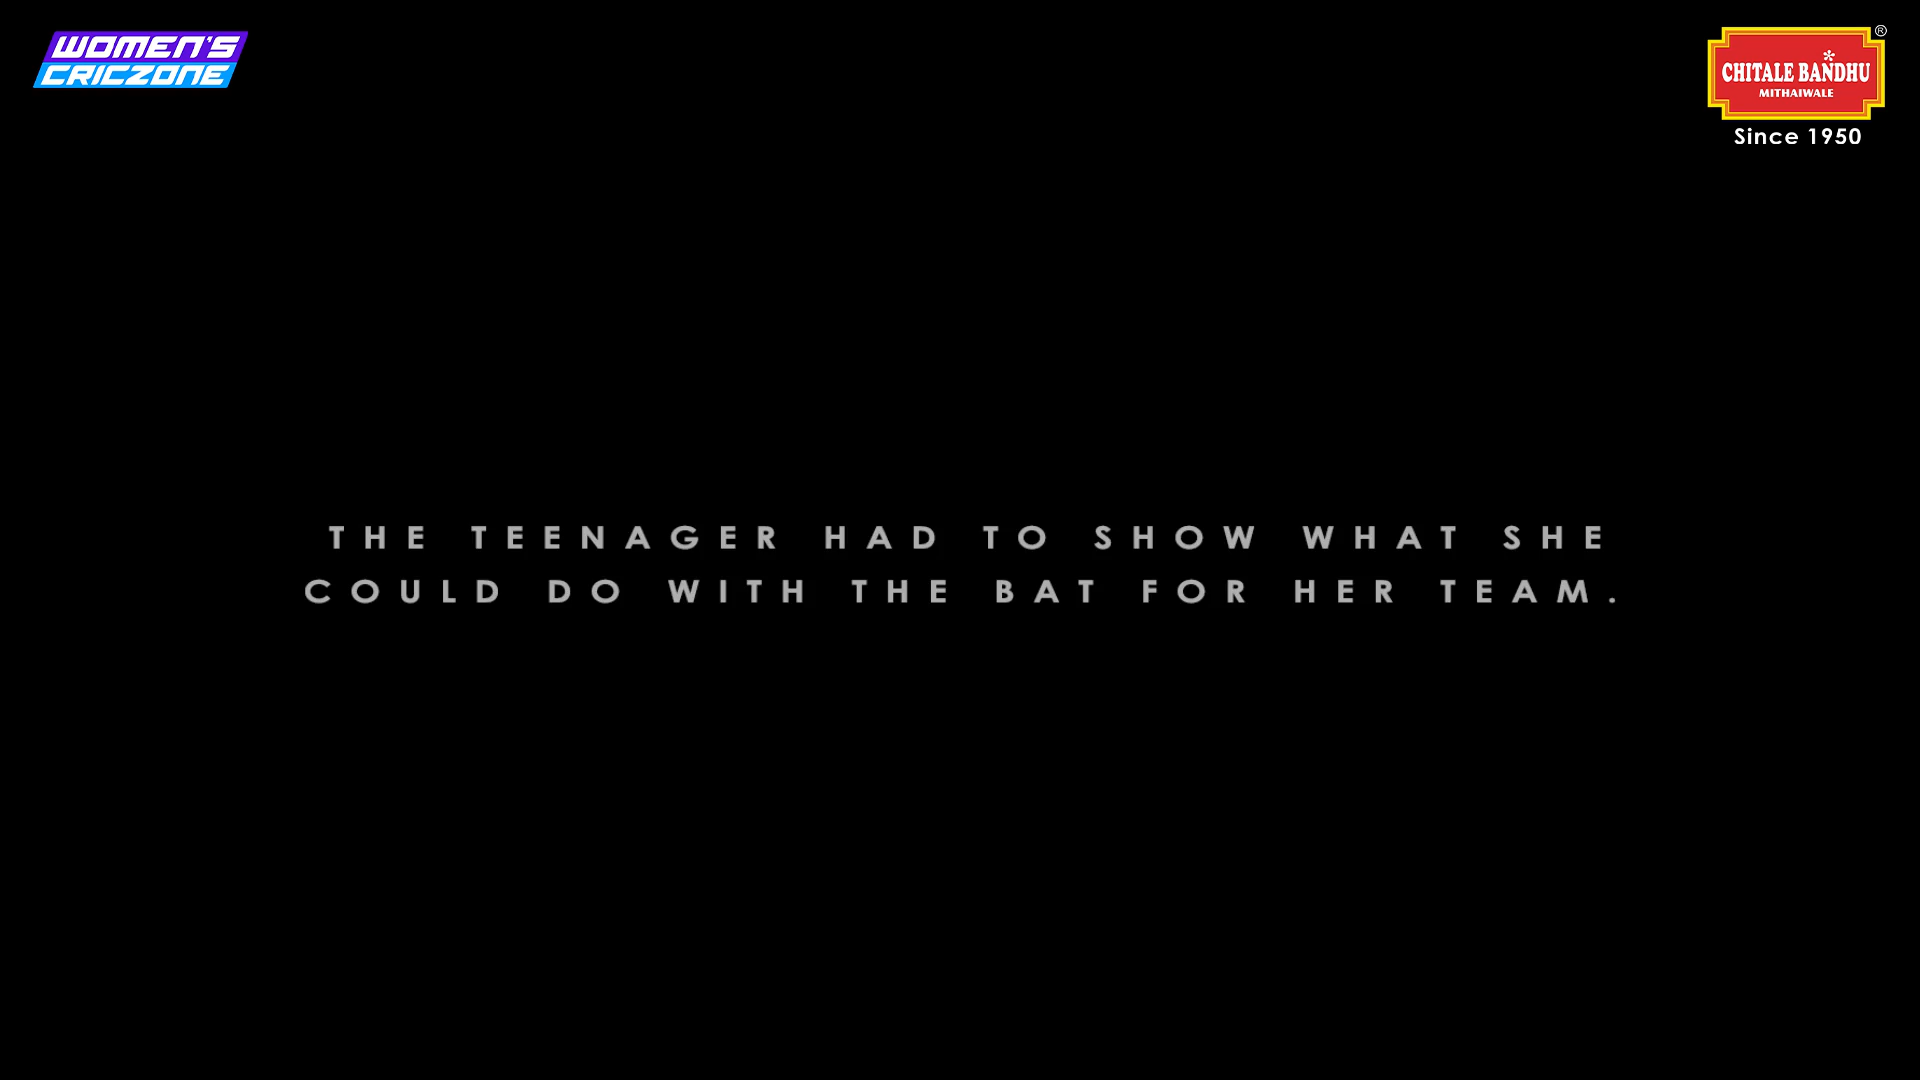 WOMEN'S
CRICZONE
®
CHITALE BANDHU
MITHAIWALE
Since 1950
THE TEENAGER HAD TO SHOW WHAT SHE
COULD DO WITH THE BAT FOR HER TEAM.